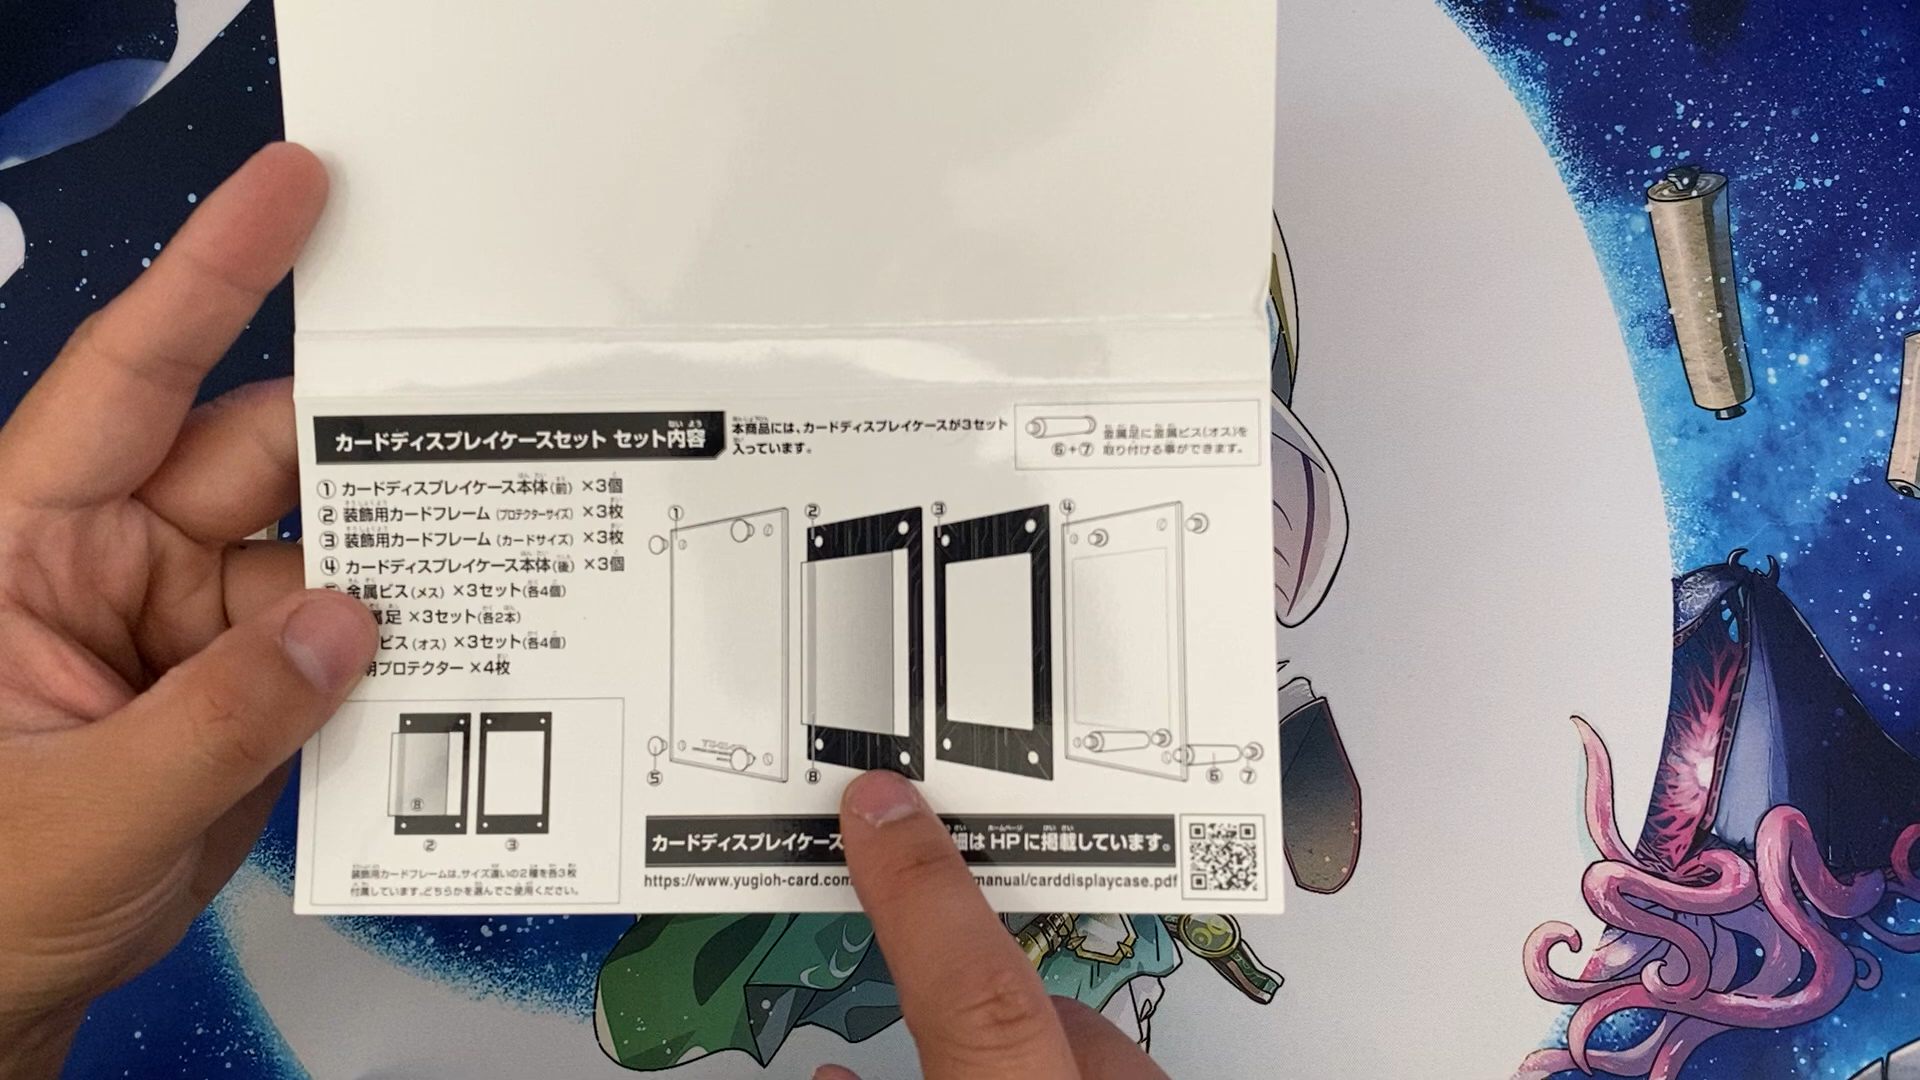 カードディスプレイケースセット セット内容
本商品には、カードディスプレイケースが3セット
入っています。
⑥+⑦
金属足に金属ビス(オス)を
取り付ける事ができます。
① カードディスプレイケース本体(前) ×3個
② 装飾用カードフレーム (プロテクターサイズ) ×3枚
③ 装飾用カードフレーム (カードサイズ) ×3枚
④ カードディスプレイケース本体(後) ×3個
金属ビス(メス) ×3セット(各4個)
属足 ×3セット(各2本)
ビス(オス) ×3セット(各4個)
明プロテクター ×4枚
① ② ③ ④
⑤ ⑧ ⑥ ⑦
⑧
② ③
装飾用カードフレームは、サイズ違いの2種を各3枚
付属しています。どちらかを選んでご使用ください。
カードディスプレイケース 細は HPに掲載しています。
https://www.yugioh-card.com manual/carddisplaycase.pdf